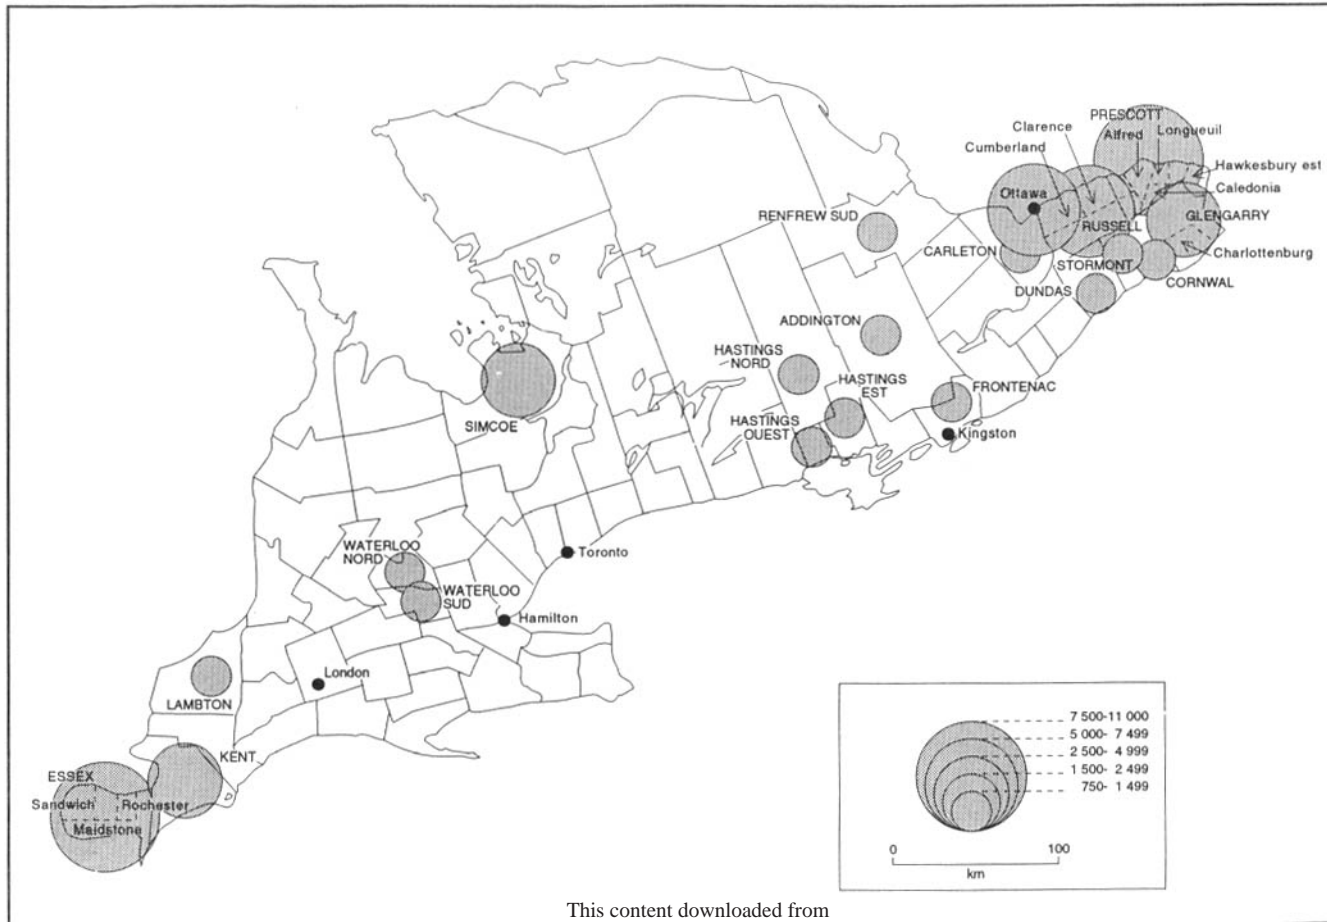 PRESCOTT
Clarence
Alfred
Longueuil
Cumberland
Hawkesbury est
Ottawa
Caledonia
RENFREW SUD
GLENGARRY
RUSSELL
CARLETON
Charlottenburg
STORMONT
CORNWAL
DUNDAS
ADDINGTON
HASTINGS
NORD
HASTINGS
EST
FRONTENAC
SIMCOE
HASTINGS
OUEST
Kingston
WATERLOO
NORD
Toronto
WATERLOO
SUD
Hamilton
London
LAMBTON
KENT
ESSEX
Sandwich
Rochester
Maidstone
7 500-11 000
5 000- 7 499
2 500- 4 999
1 500- 2 499
750- 1 499
0 100
km
This content downloaded from